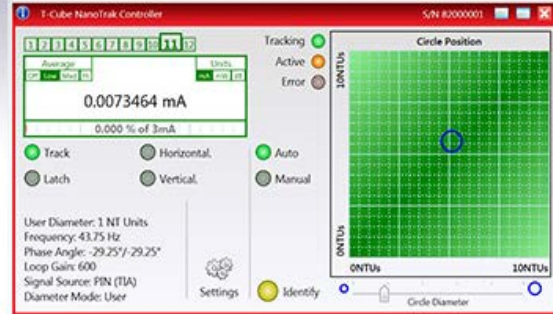 T-Cube NanoTrak Controller
S/N 82000001
1 2 3 4 5 6 7 8 9 10 11 12
Average
Units
Off Low Med Hi
mA
0.0073464 mA
0.000 % of 3mA
Tracking
Active
Error
Track
Horizontal.
Auto
Latch
Vertical.
Manual
User Diameter: 1 NT Units
Frequency: 43.75 Hz
Phase Angle: -29.25°/-29.25°
Loop Gain: 600
Signal Source: PIN (TIA)
Diameter Mode: User
Settings
Identify
Circle Position
10NTUs
0NTUs
0NTUs
10NTUs
Circle Diameter